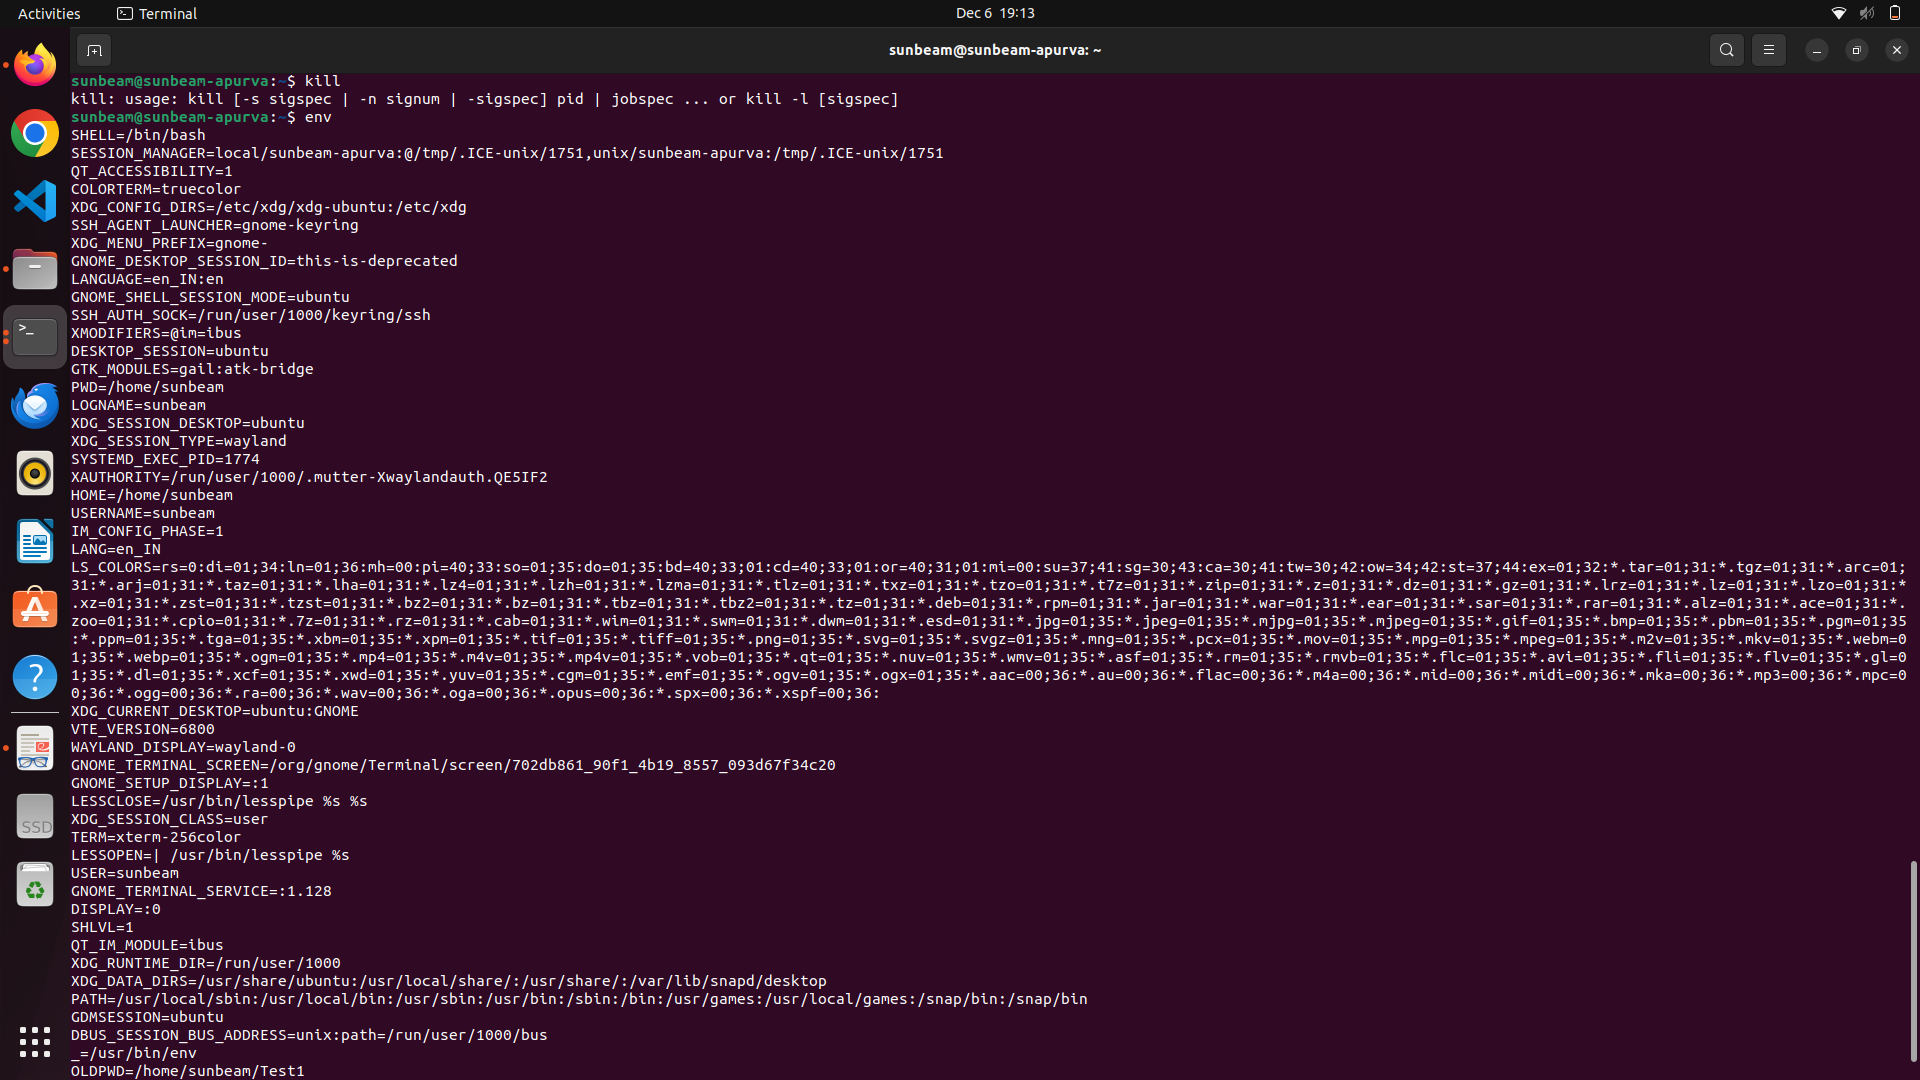 Activities
Terminal
Dec 6 19:13
sunbeam@sunbeam-apurva: ~
sunbeam@sunbeam-apurva:~$ kill
kill: usage: kill [-s sigspec | -n signum | -sigspec] pid | jobspec ... or kill -l [sigspec]
sunbeam@sunbeam-apurva:~$ env
SHELL=/bin/bash
SESSION_MANAGER=local/sunbeam-apurva:@/tmp/.ICE-unix/1751,unix/sunbeam-apurva:/tmp/.ICE-unix/1751
QT_ACCESSIBILITY=1
COLORTERM=truecolor
XDG_CONFIG_DIRS=/etc/xdg/xdg-ubuntu:/etc/xdg
SSH_AGENT_LAUNCHER=gnome-keyring
XDG_MENU_PREFIX=gnome-
GNOME_DESKTOP_SESSION_ID=this-is-deprecated
LANGUAGE=en_IN:en
GNOME_SHELL_SESSION_MODE=ubuntu
SSH_AUTH_SOCK=/run/user/1000/keyring/ssh
XMODIFIERS=@im=ibus
DESKTOP_SESSION=ubuntu
GTK_MODULES=gail:atk-bridge
PWD=/home/sunbeam
LOGNAME=sunbeam
XDG_SESSION_DESKTOP=ubuntu
XDG_SESSION_TYPE=wayland
SYSTEMD_EXEC_PID=1774
XAUTHORITY=/run/user/1000/.mutter-Xwaylandauth.QE5IF2
HOME=/home/sunbeam
USERNAME=sunbeam
IM_CONFIG_PHASE=1
LANG=en_IN
LS_COLORS=rs=0:di=01;34:ln=01;36:mh=00:pi=40;33:so=01;35:do=01;35:bd=40;33;01:cd=40;33;01:or=40;31;01:mi=00:su=37;41:sg=30;43:ca=30;41:tw=30;42:ow=34;42:st=37;44:ex=01;32:*.tar=01;31:*.tgz=01;31:*.arc=01;
31:*.arj=01;31:*.taz=01;31:*.lha=01;31:*.lz4=01;31:*.lzh=01;31:*.lzma=01;31:*.tlz=01;31:*.txz=01;31:*.tzo=01;31:*.t7z=01;31:*.zip=01;31:*.z=01;31:*.dz=01;31:*.gz=01;31:*.lrz=01;31:*.lz=01;31:*.lzo=01;31:*
.xz=01;31:*.zst=01;31:*.tzst=01;31:*.bz2=01;31:*.bz=01;31:*.tbz=01;31:*.tbz2=01;31:*.tz=01;31:*.deb=01;31:*.rpm=01;31:*.jar=01;31:*.war=01;31:*.ear=01;31:*.sar=01;31:*.rar=01;31:*.alz=01;31:*.ace=01;31:*.
zoo=01;31:*.cpio=01;31:*.7z=01;31:*.rz=01;31:*.cab=01;31:*.wim=01;31:*.swm=01;31:*.dwm=01;31:*.esd=01;31:*.jpg=01;35:*.jpeg=01;35:*.mjpg=01;35:*.mjpeg=01;35:*.gif=01;35:*.bmp=01;35:*.pbm=01;35:*.pgm=01;35
:*.ppm=01;35:*.tga=01;35:*.xbm=01;35:*.xpm=01;35:*.tif=01;35:*.tiff=01;35:*.png=01;35:*.svg=01;35:*.svgz=01;35:*.mng=01;35:*.pcx=01;35:*.mov=01;35:*.mpg=01;35:*.mpeg=01;35:*.m2v=01;35:*.mkv=01;35:*.webm=0
1;35:*.webp=01;35:*.ogm=01;35:*.mp4=01;35:*.m4v=01;35:*.mp4v=01;35:*.vob=01;35:*.qt=01;35:*.nuv=01;35:*.wmv=01;35:*.asf=01;35:*.rm=01;35:*.rmvb=01;35:*.flc=01;35:*.avi=01;35:*.fli=01;35:*.flv=01;35:*.gl=0
1;35:*.dl=01;35:*.xcf=01;35:*.xwd=01;35:*.yuv=01;35:*.cgm=01;35:*.emf=01;35:*.ogv=01;35:*.ogx=01;35:*.aac=00;36:*.au=00;36:*.flac=00;36:*.m4a=00;36:*.mid=00;36:*.midi=00;36:*.mka=00;36:*.mp3=00;36:*.mpc=0
0;36:*.ogg=00;36:*.ra=00;36:*.wav=00;36:*.oga=00;36:*.opus=00;36:*.spx=00;36:*.xspf=00;36:
XDG_CURRENT_DESKTOP=ubuntu:GNOME
VTE_VERSION=6800
WAYLAND_DISPLAY=wayland-0
GNOME_TERMINAL_SCREEN=/org/gnome/Terminal/screen/702db861_90f1_4b19_8557_093d67f34c20
GNOME_SETUP_DISPLAY=:1
LESSCLOSE=/usr/bin/lesspipe %s %s
XDG_SESSION_CLASS=user
TERM=xterm-256color
LESSOPEN=| /usr/bin/lesspipe %s
USER=sunbeam
GNOME_TERMINAL_SERVICE=:1.128
DISPLAY=:0
SHLVL=1
QT_IM_MODULE=ibus
XDG_RUNTIME_DIR=/run/user/1000
XDG_DATA_DIRS=/usr/share/ubuntu:/usr/local/share/:/usr/share/:/var/lib/snapd/desktop
PATH=/usr/local/sbin:/usr/local/bin:/usr/sbin:/usr/bin:/sbin:/bin:/usr/games:/usr/local/games:/snap/bin:/snap/bin
GDMSESSION=ubuntu
DBUS_SESSION_BUS_ADDRESS=unix:path=/run/user/1000/bus
_=/usr/bin/env
OLDPWD=/home/sunbeam/Test1
>_
?
SSD